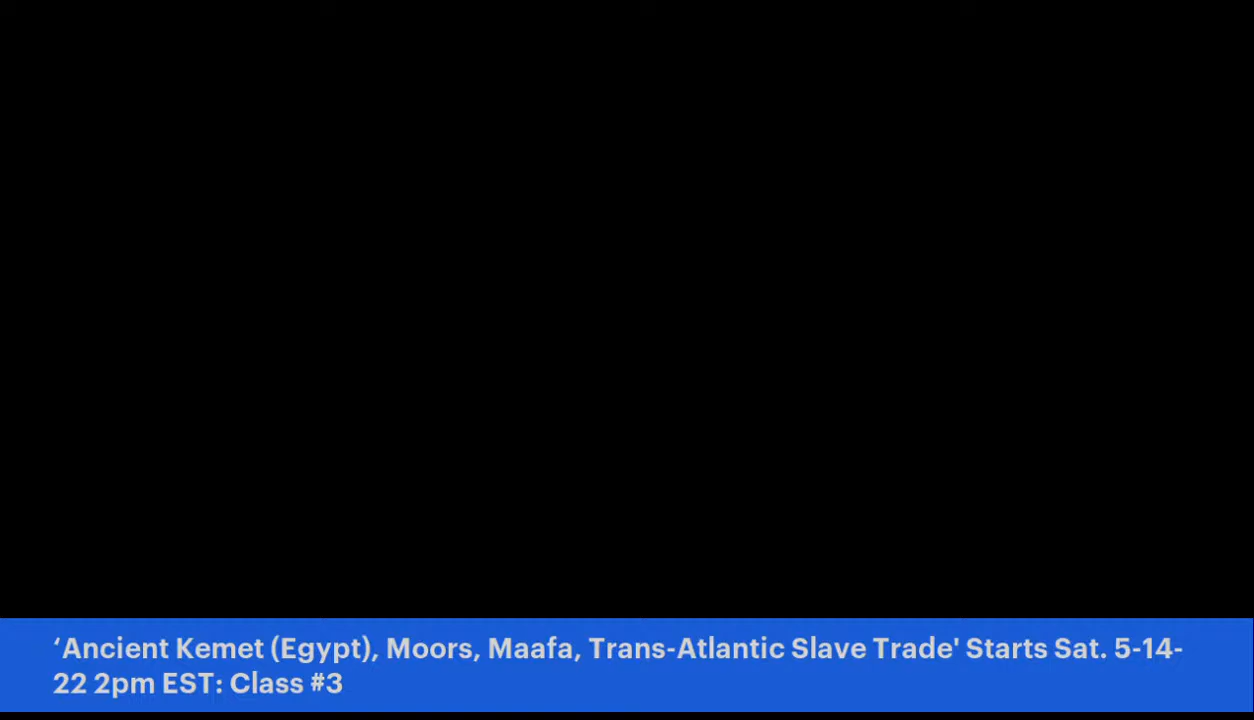 ‘Ancient Kemet (Egypt), Moors, Maafa, Trans-Atlantic Slave Trade' Starts Sat. 5-14-
22 2pm EST: Class #3